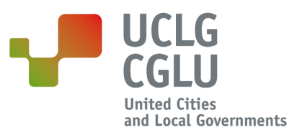 UCLG
CGLU
United Cities
and Local Governments